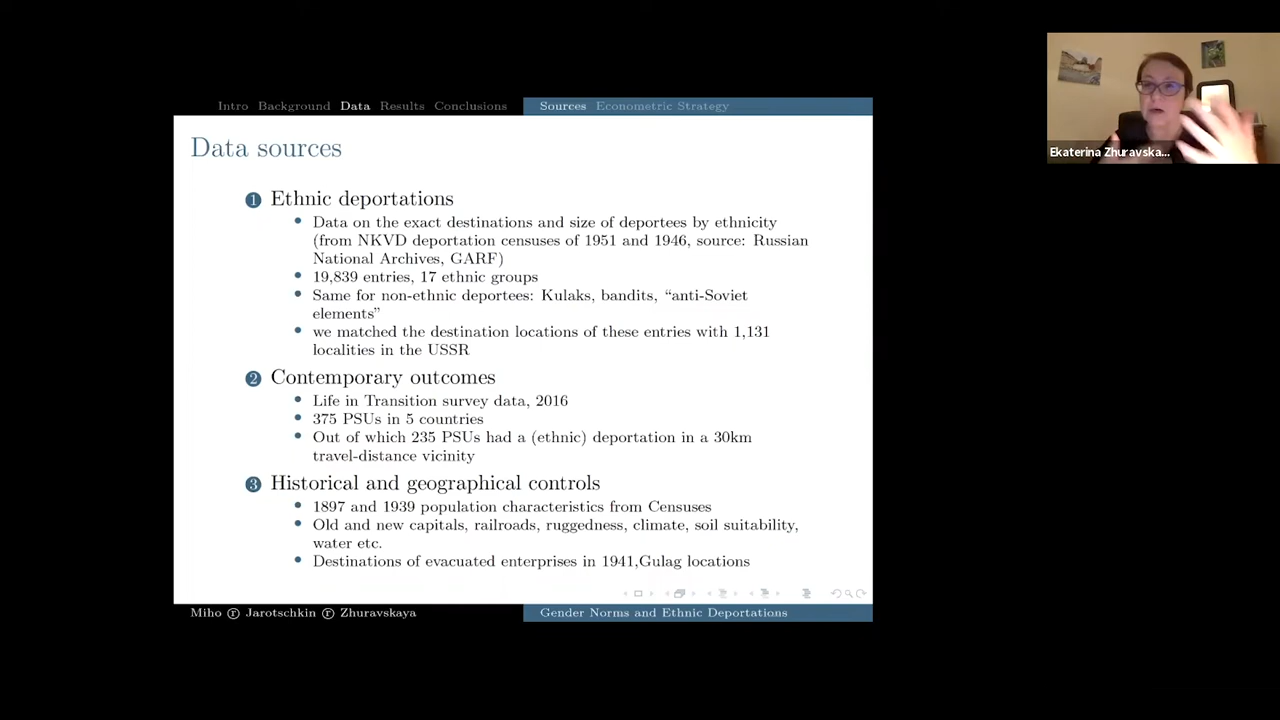 Intro Background Data Results Conclusions Sources Econometric Strategy
Data sources
1 Ethnic deportations
Data on the exact destinations and size of deportees by ethnicity
(from NKVD deportation censuses of 1951 and 1946, source: Russian
National Archives, GARF)
19,839 entries, 17 ethnic groups
Same for non-ethnic deportees: Kulaks, bandits, “anti-Soviet
elements”
we matched the destination locations of these entries with 1,131
localities in the USSR
2 Contemporary outcomes
Life in Transition survey data, 2016
375 PSUs in 5 countries
Out of which 235 PSUs had a (ethnic) deportation in a 30km
travel-distance vicinity
3 Historical and geographical controls
1897 and 1939 population characteristics from Censuses
Old and new capitals, railroads, ruggedness, climate, soil suitability,
water etc.
Destinations of evacuated enterprises in 1941,Gulag locations
Miho ⓡ Jarotschkin ⓡ Zhuravskaya Gender Norms and Ethnic Deportations
Ekaterina Zhuravska...